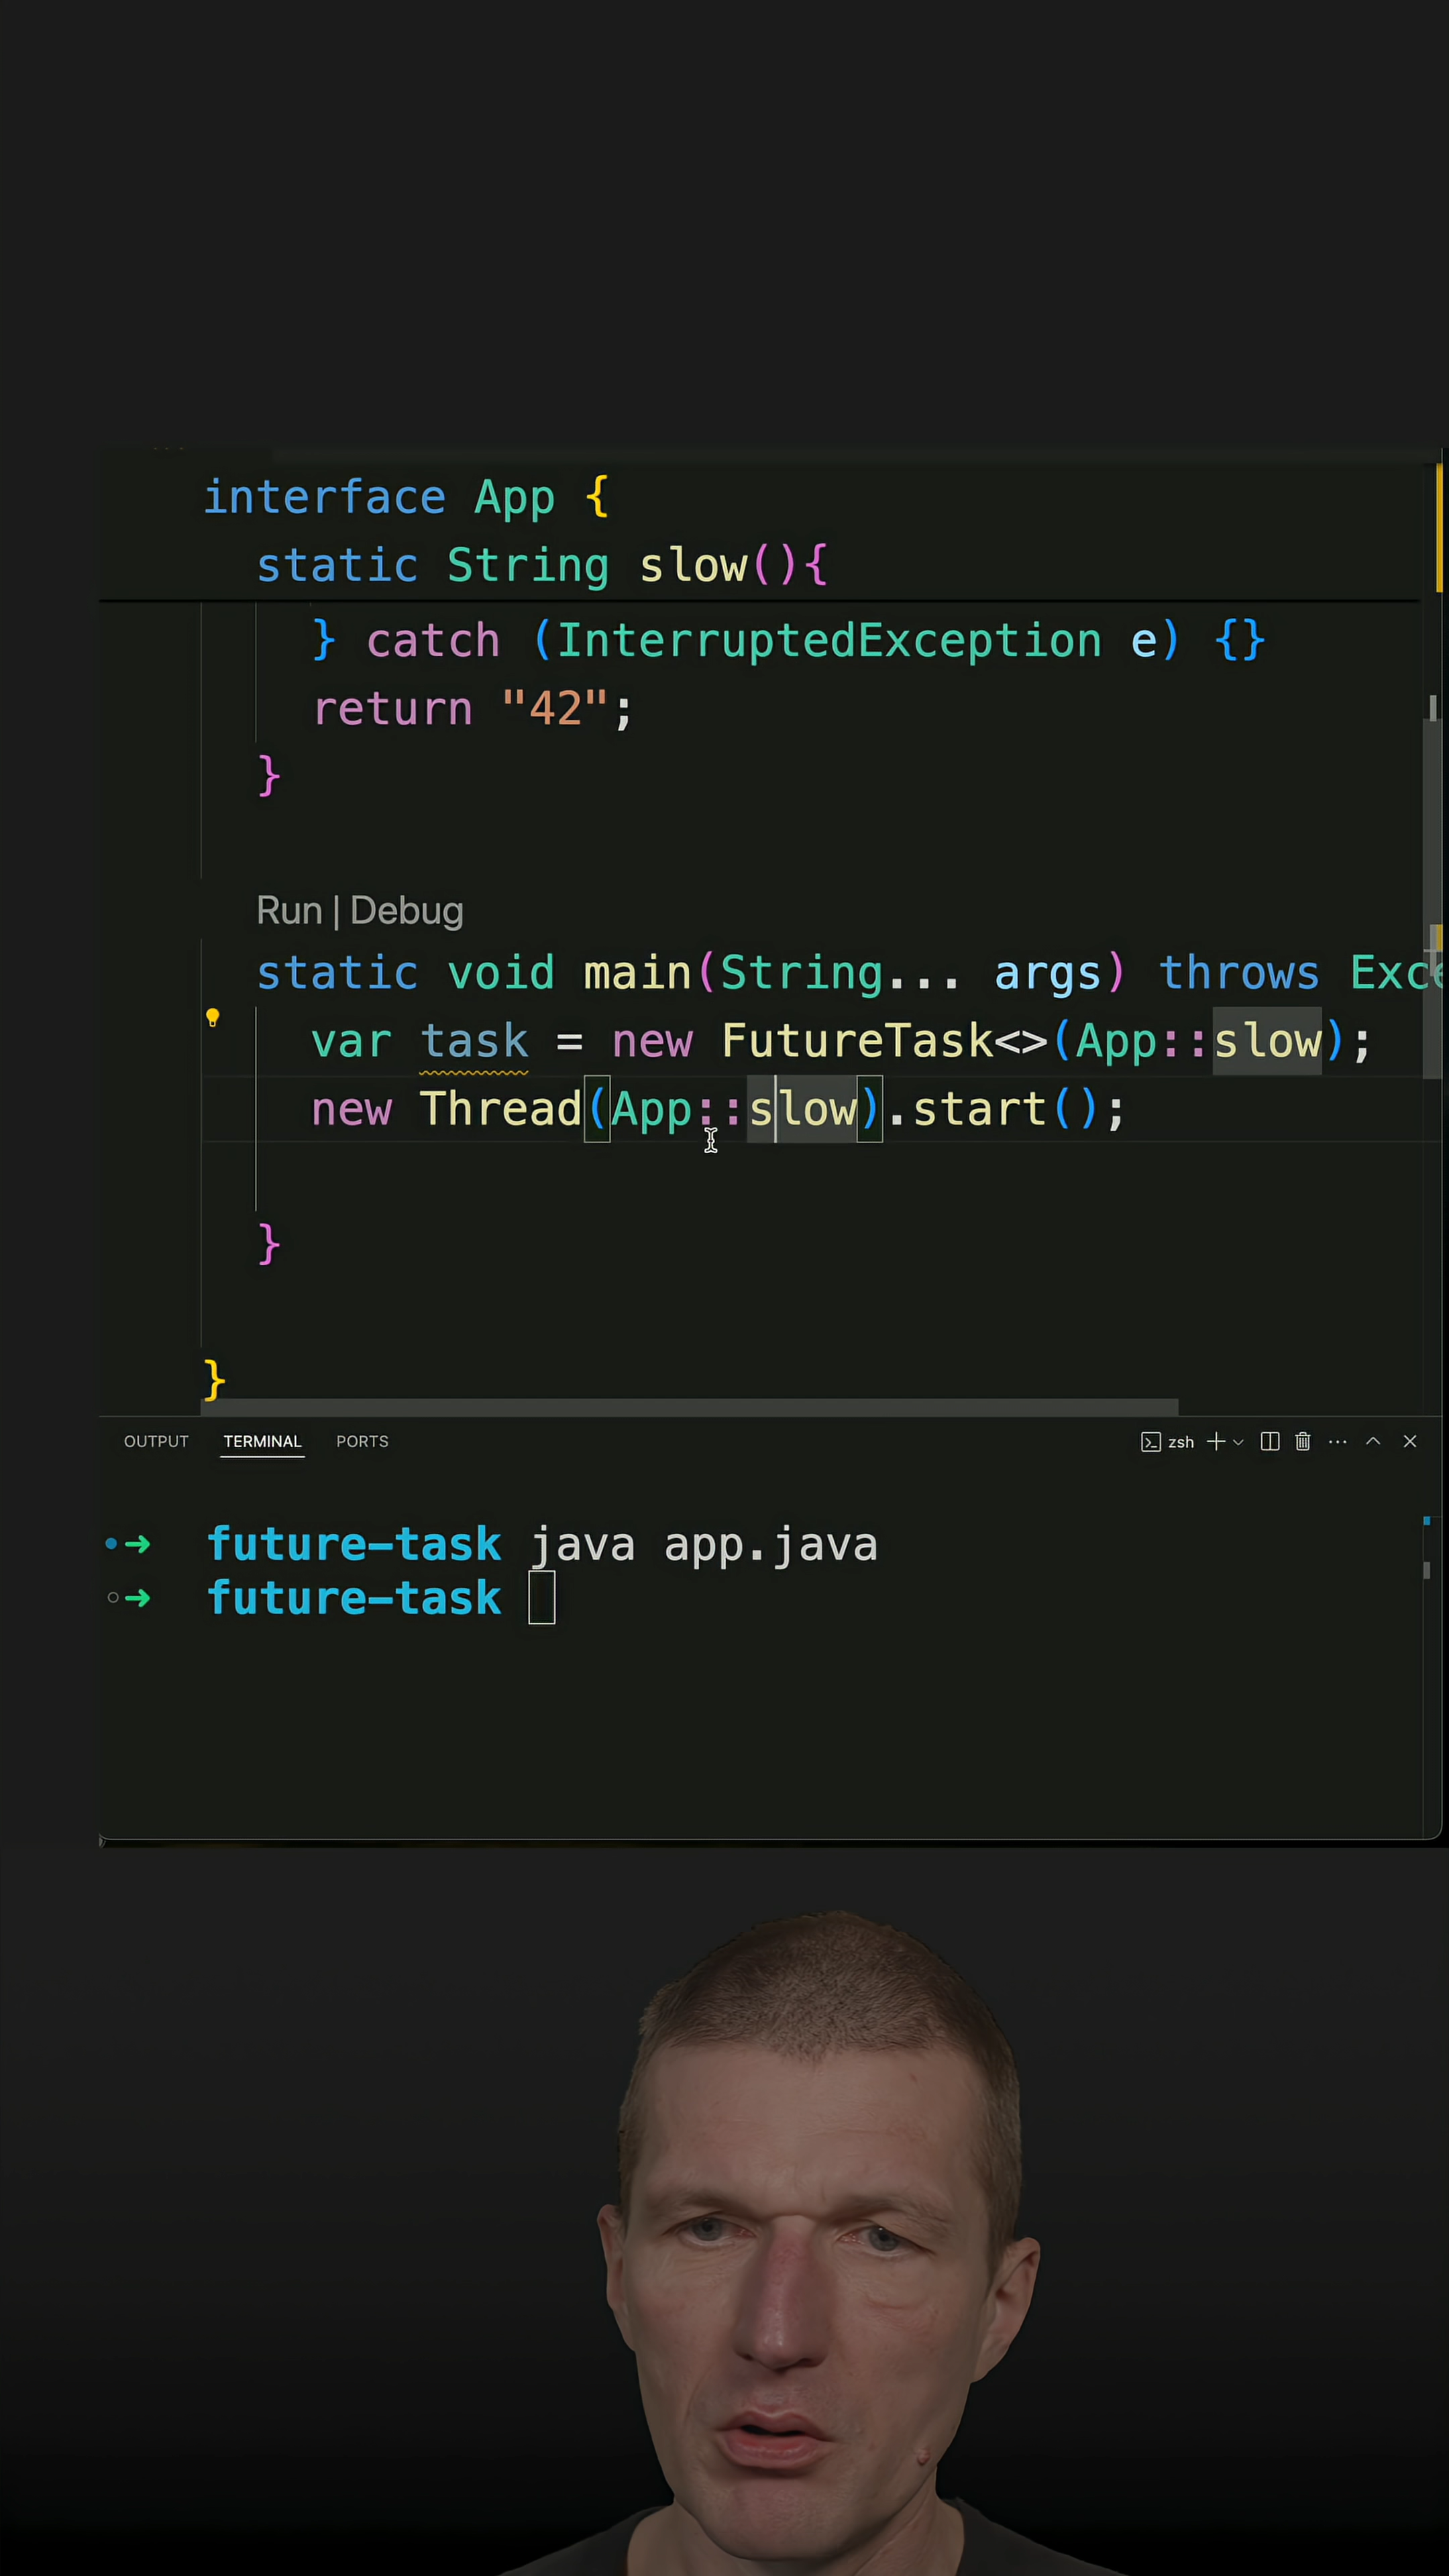 interface App {
static String slow(){
} catch (InterruptedException e) {}
return "42";
}
Run | Debug
static void main(String... args) throws Exce
var task = new FutureTask<>(App::slow);
new Thread(App::slow).start();
}
}
OUTPUT TERMINAL PORTS zsh
future-task java app.java
future-task